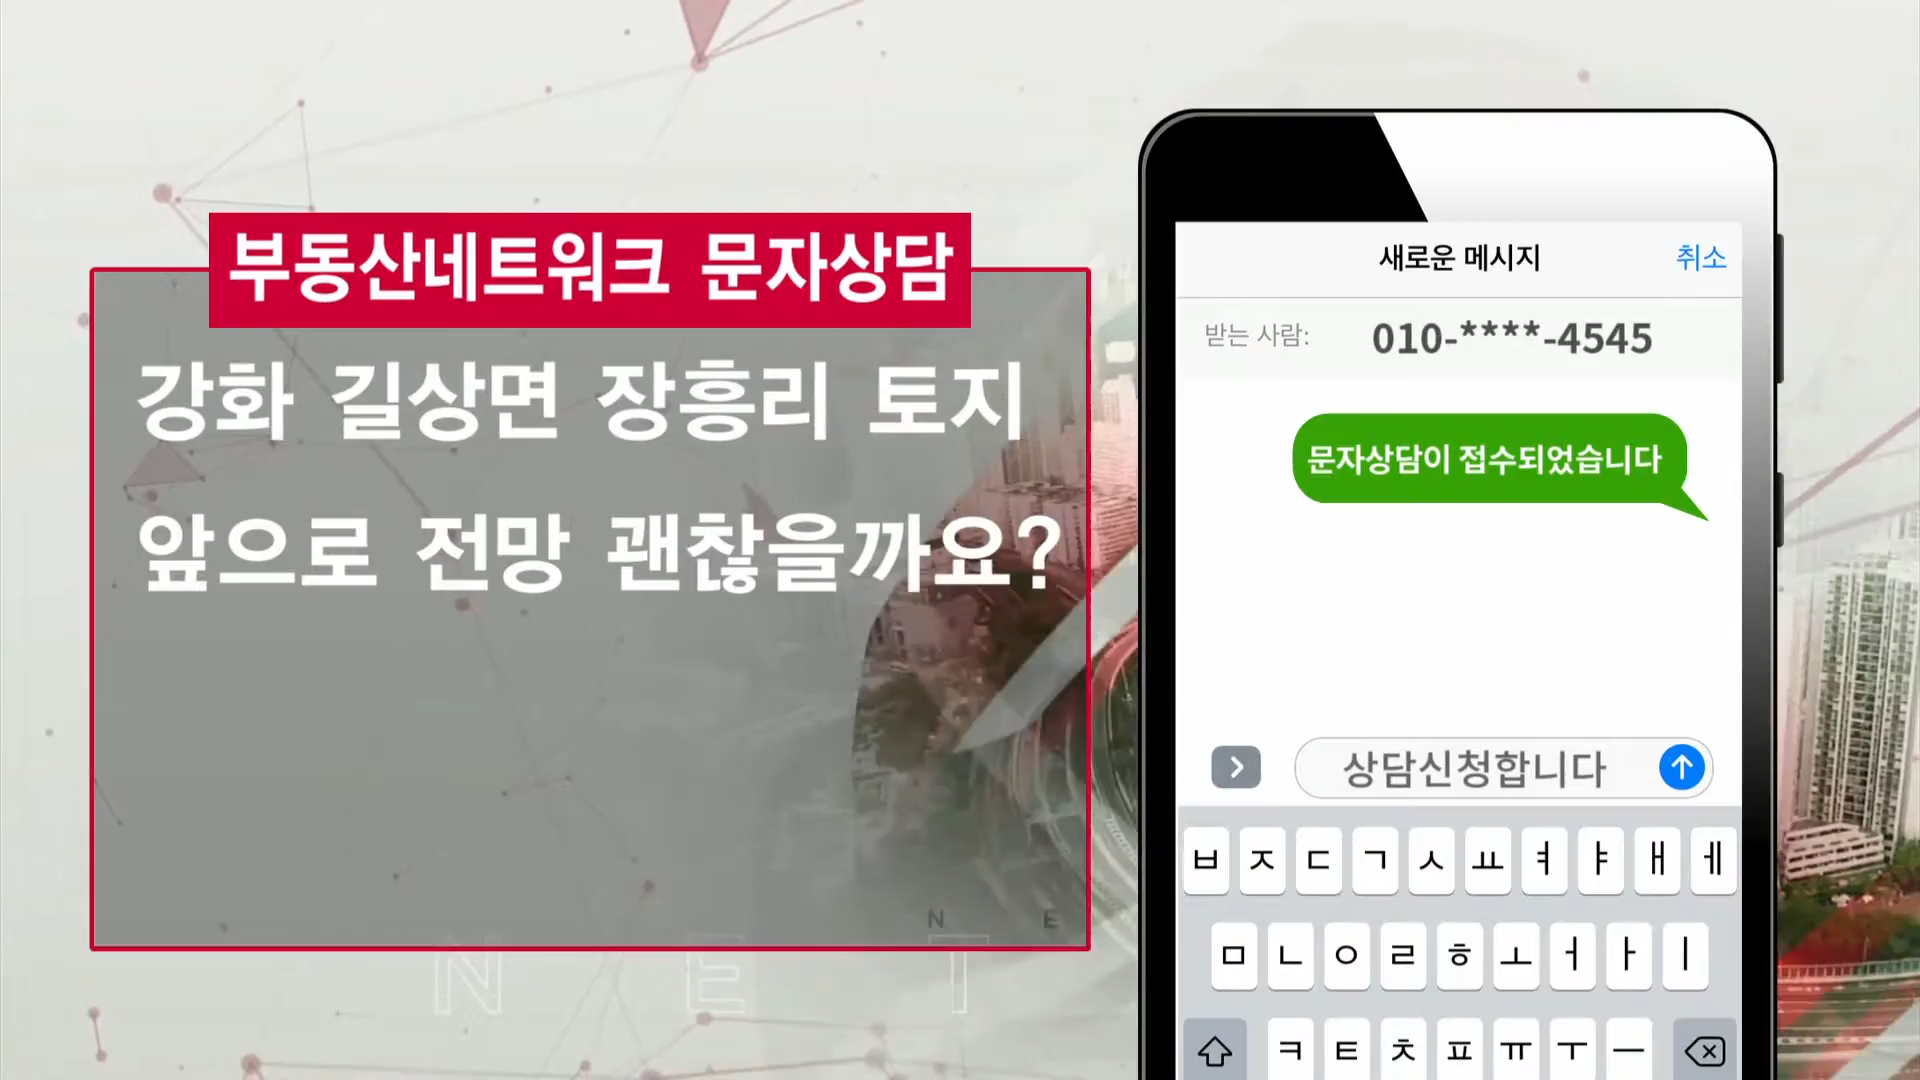 부동산네트워크 문자상담
강화 길상면 장흥리 토지
앞으로 전망 괜찮을까요?
N E
N E T
새로운 메시지 취소
받는 사람: 010-****-4545
문자상담이 접수되었습니다
상담신청합니다
ㅂ ㅈ ㄷ ㄱ ㅅ ㅛ ㅕ ㅑ ㅐ ㅔ
ㅁ ㄴ ㅇ ㄹ ㅎ ㅗ ㅓ ㅏ ㅣ
ㅋ ㅌ ㅊ ㅍ ㅠ ㅜ ㅡ